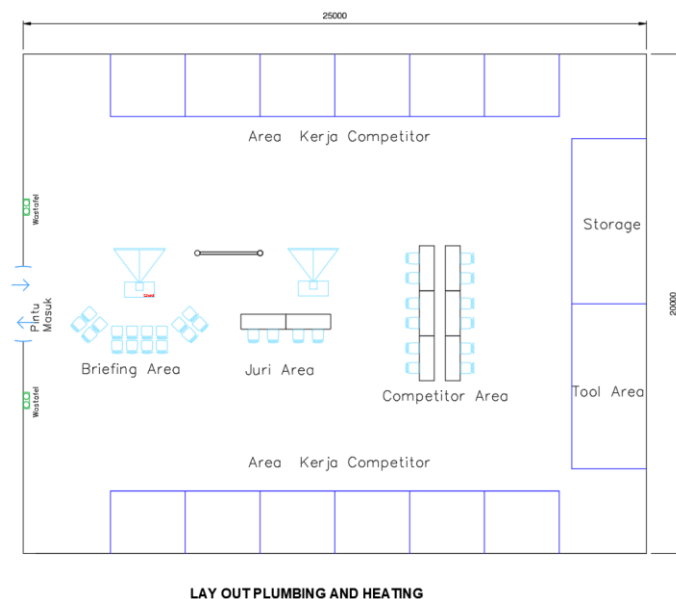 25000
Area Kerja Competitor
Wastafel
Storage
20000
Pintu
Masuk
Briefing Area
Juri Area
Competitor Area
Tool Area
Wastafel
Area Kerja Competitor
LAY OUT PLUMBING AND HEATING